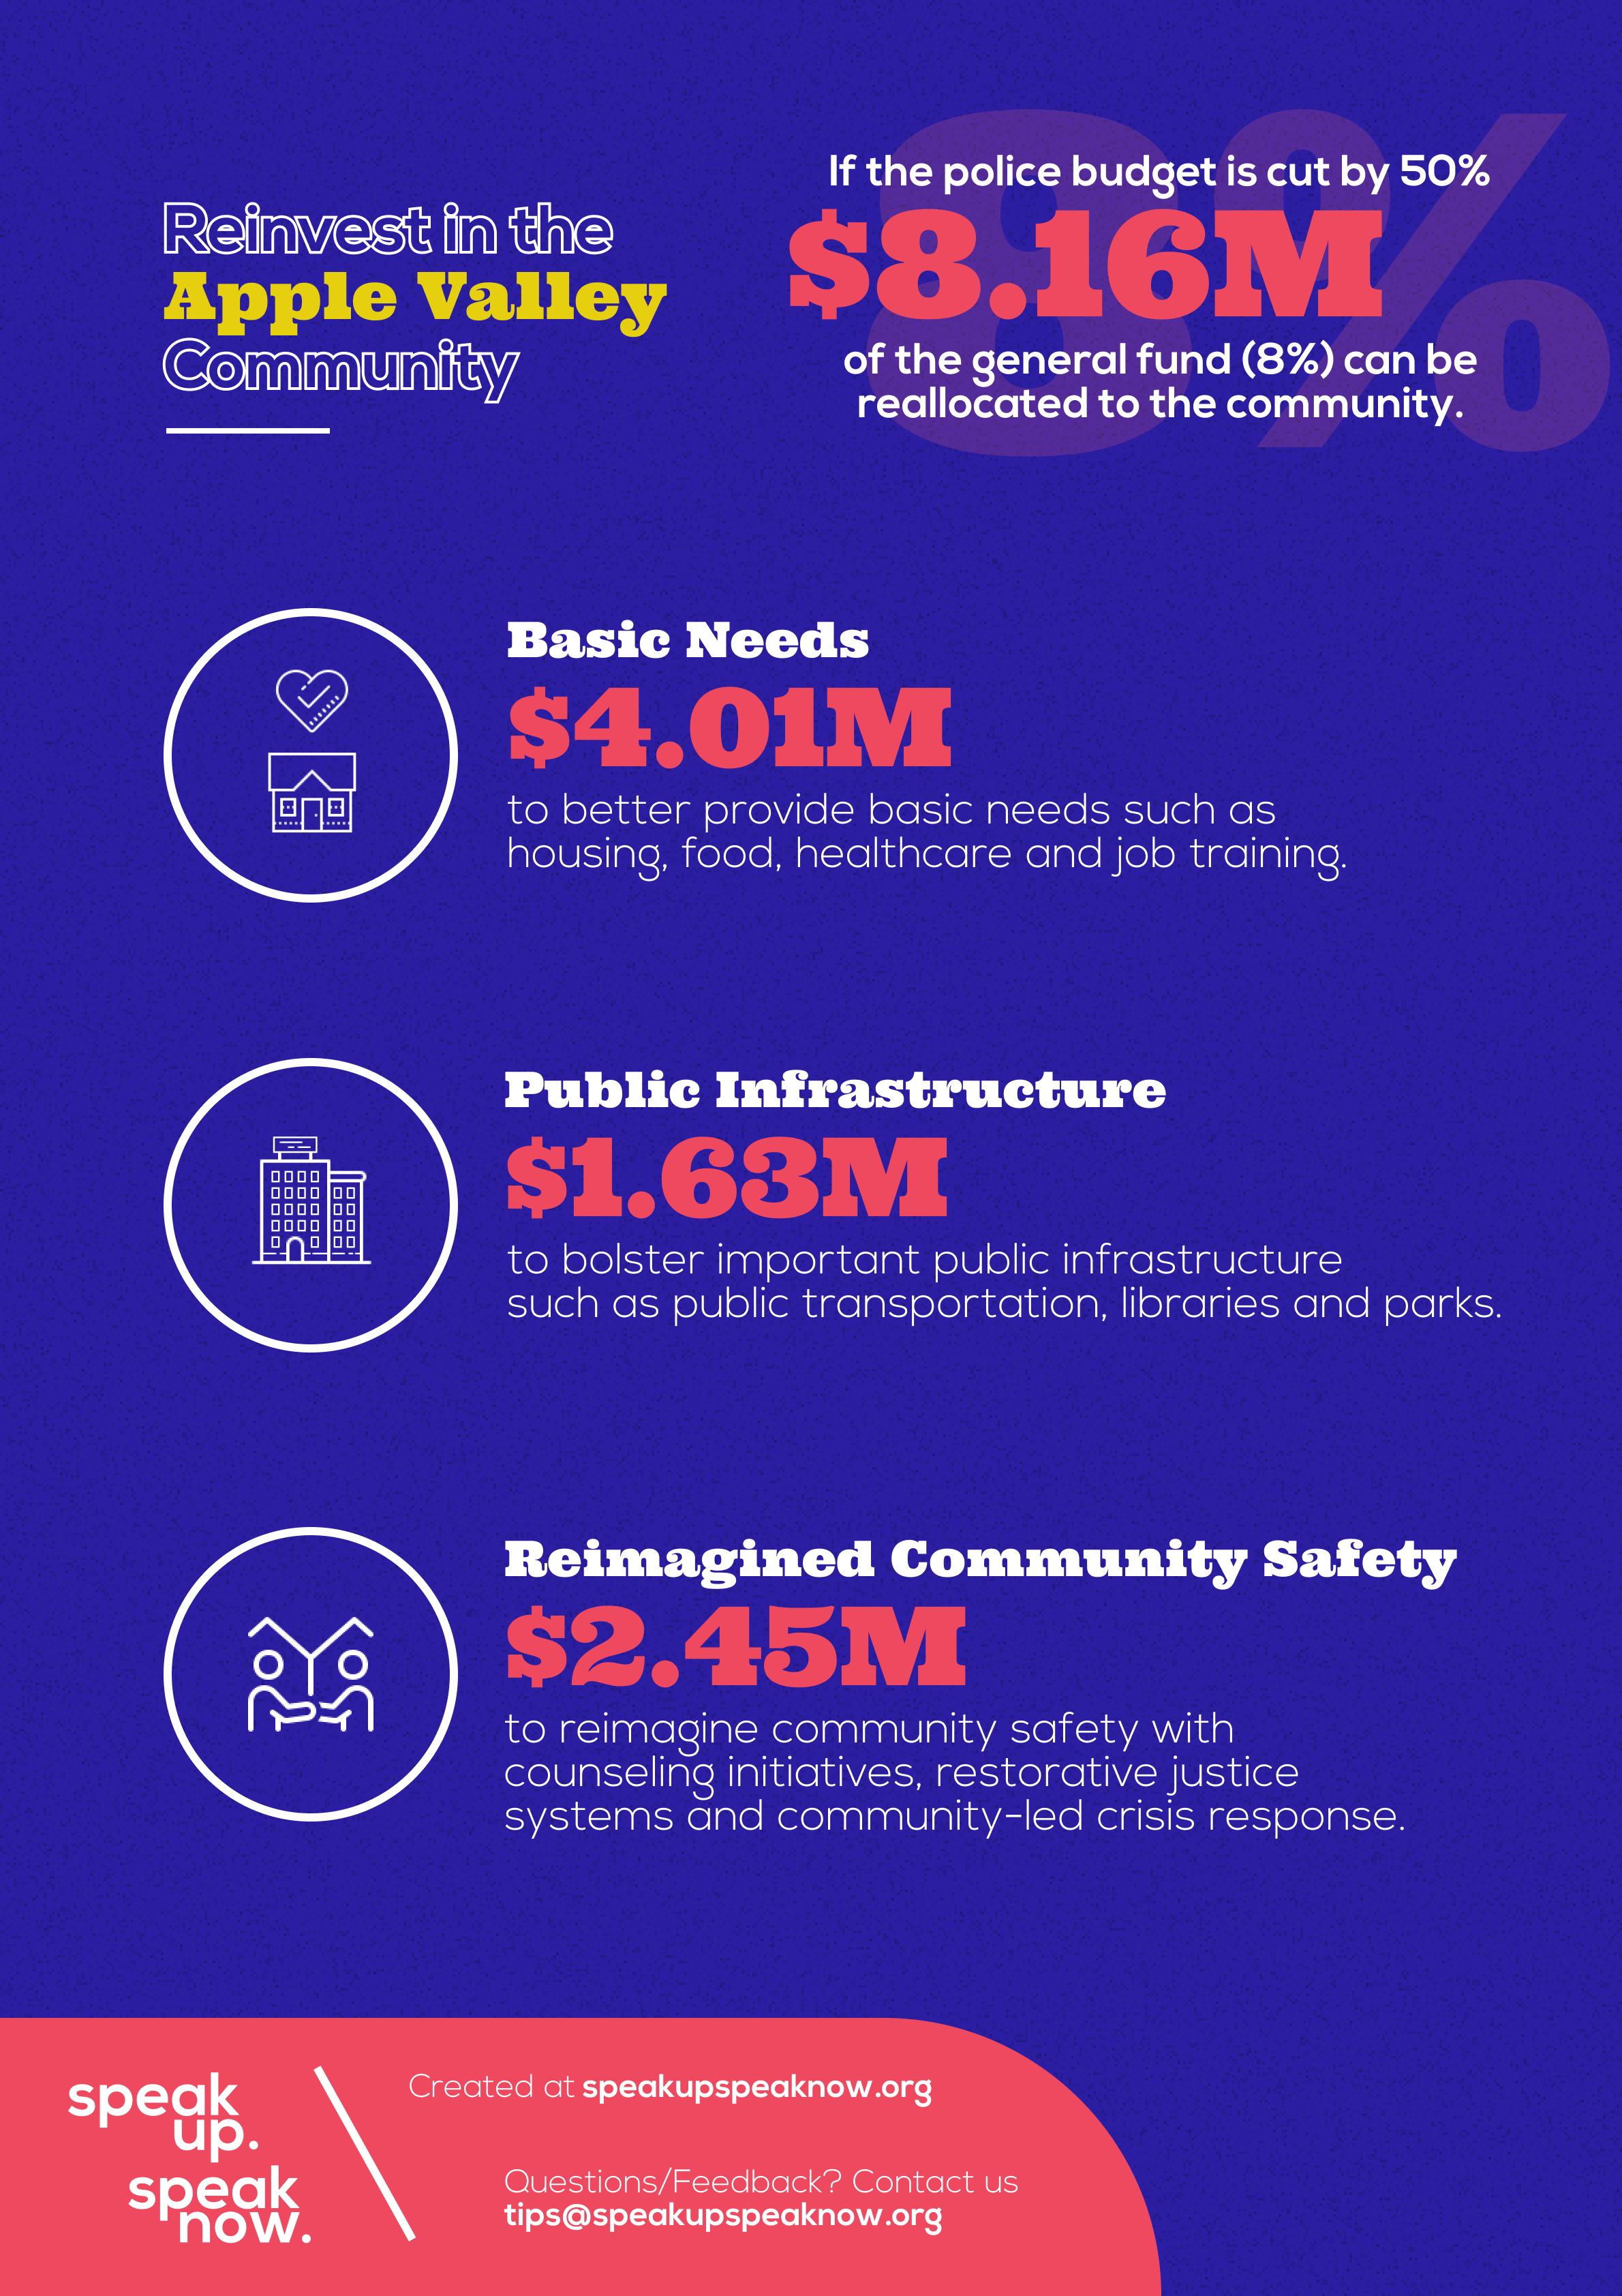 Reinvest in the
Apple Valley
Community
8%
If the police budget is cut by 50%
$8.16M
of the general fund (8%) can be
reallocated to the community.
Basic Needs
$4.01M
to better provide basic needs such as
housing, food, healthcare and job training.
Public Infrastructure
$1.63M
to bolster important public infrastructure
such as public transportation, libraries and parks.
Reimagined Community Safety
$2.45M
to reimagine community safety with
counseling initiatives, restorative justice
systems and community-led crisis response.
speak
up.
speak
now.
Created at speakupspeaknow.org
Questions/Feedback? Contact us
tips@speakupspeaknow.org